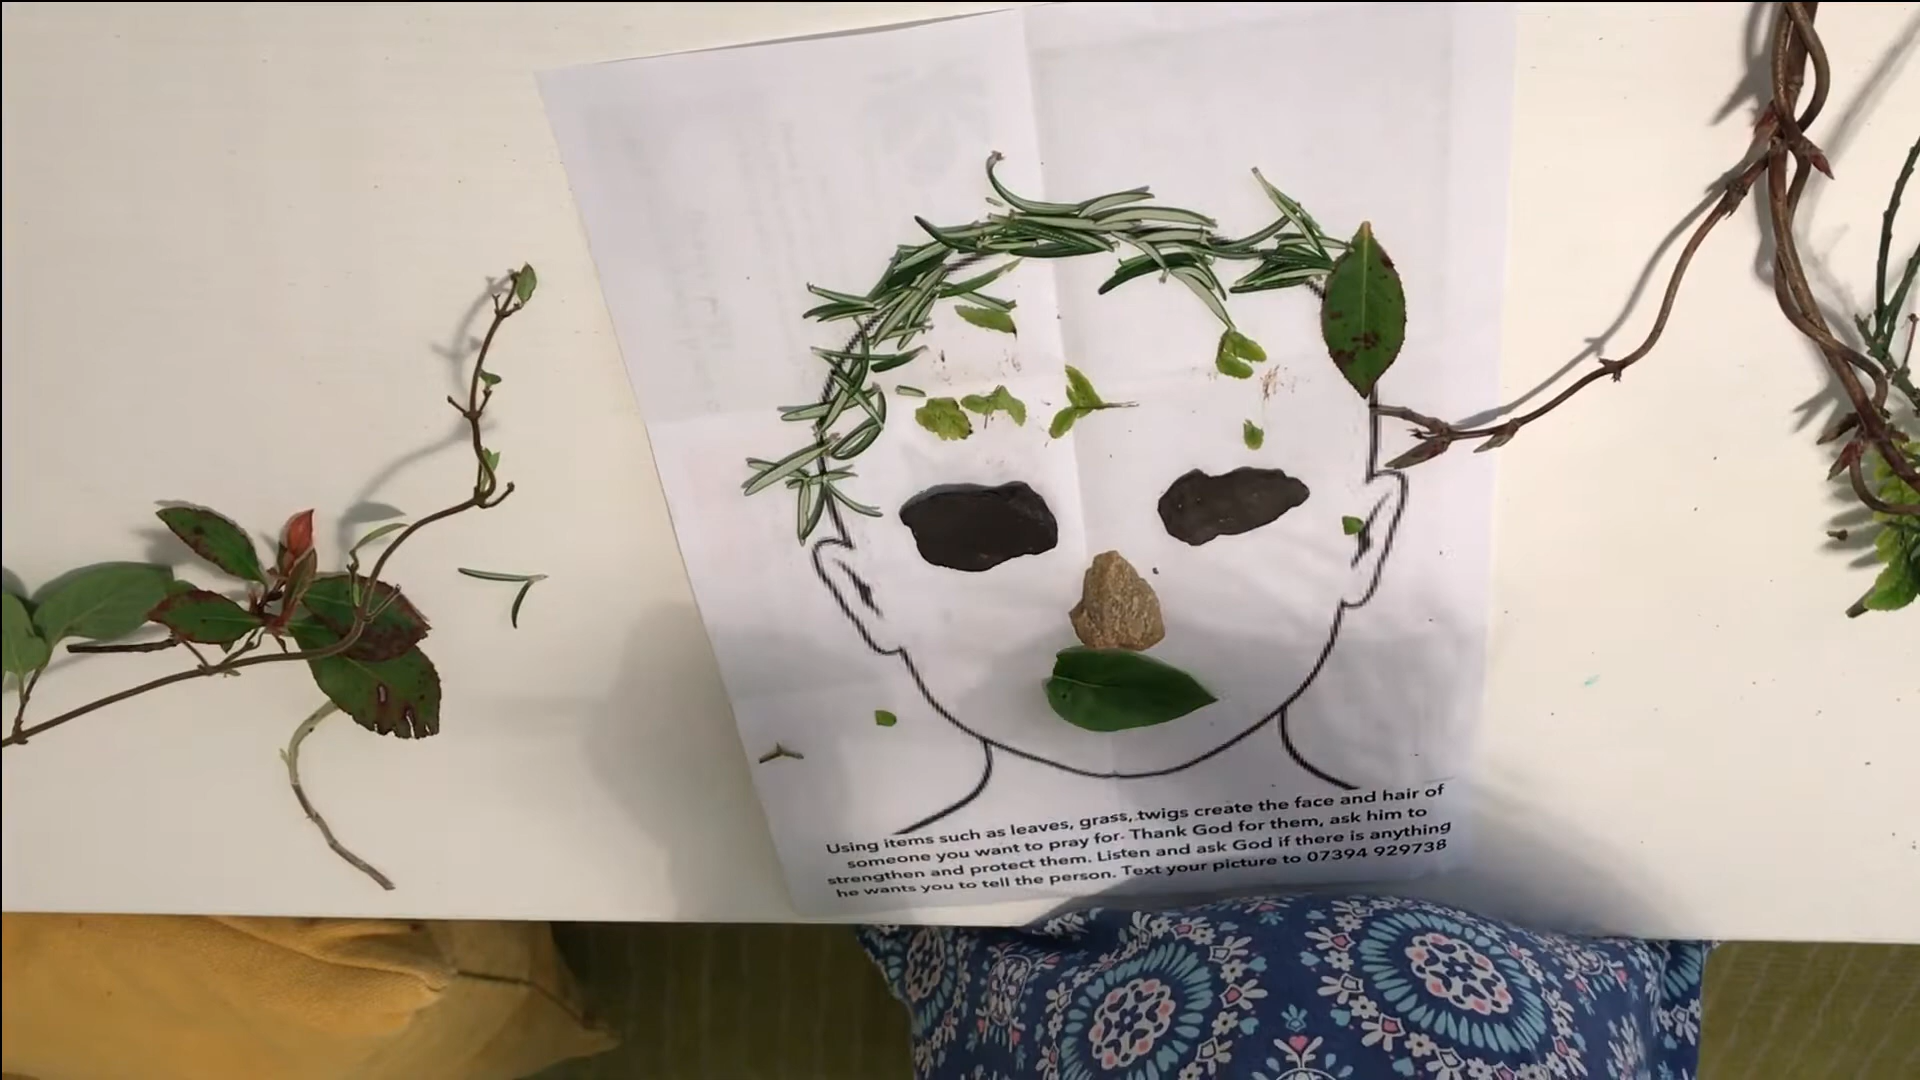 Using items such as leaves, grass, twigs create the face and hair of
someone you want to pray for. Thank God for them, ask him to
strengthen and protect them. Listen and ask God if there is anything
he wants you to tell the person. Text your picture to 07394 929738